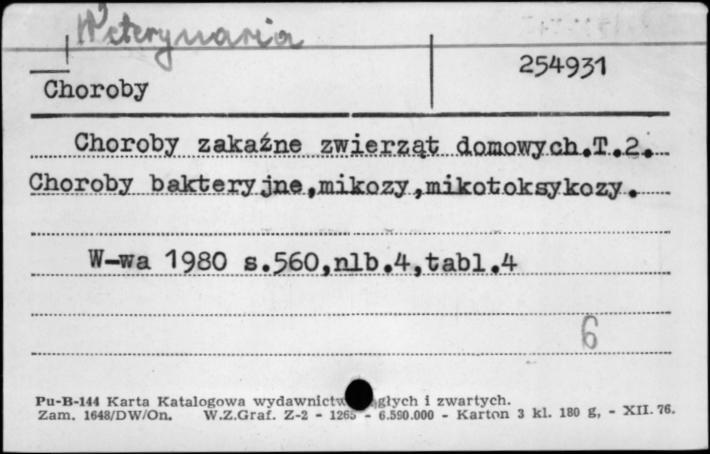 Weterynaria
254931
Choroby
Choroby zakaźne zwierząt domowych.T.2.
Choroby bakteryjne,mikozy,mikotoksykozy.
W-wa 1980 s.560,nlb.4,tabl.4
6
Pu-B-144 Karta Katalogowa wydawnictw głych i zwartych.
Zam. 1648/DW/On. W.Z.Graf. Z-2 - 1265 - 6.590.000 - Karton 3 kl. 180 g, - XII. 76.